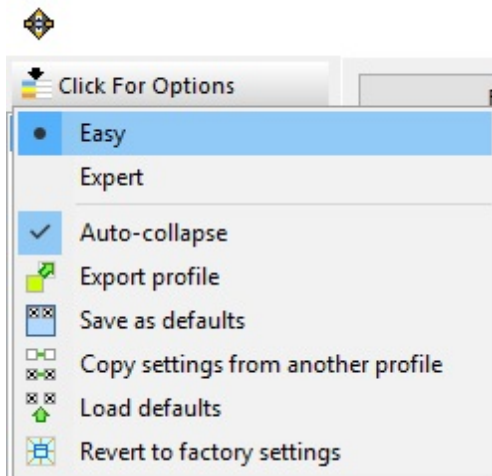 Click For Options
Easy
Expert
Auto-collapse
Export profile
Save as defaults
Copy settings from another profile
Load defaults
Revert to factory settings